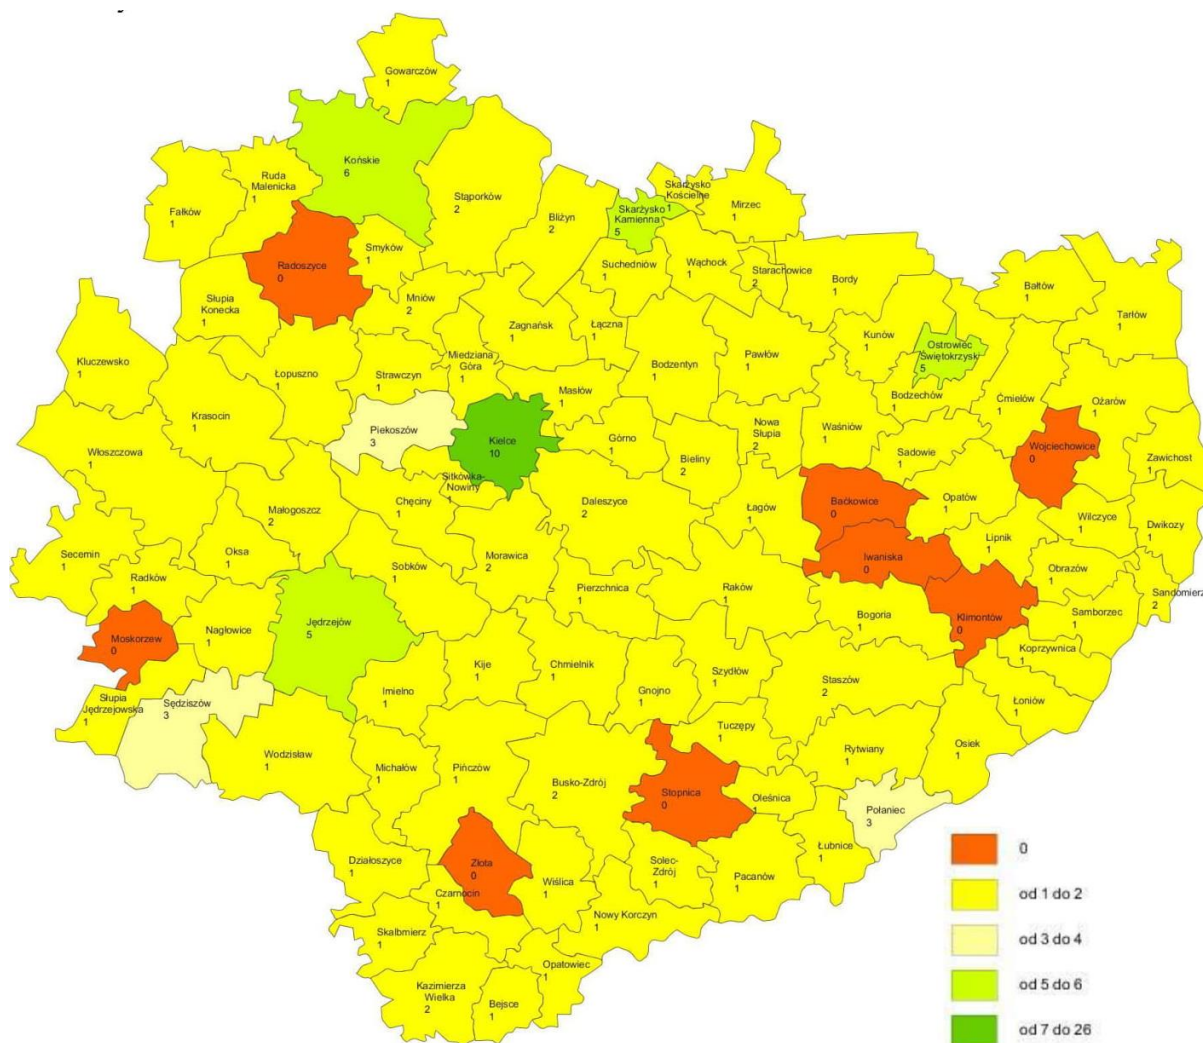 Gowarczów
1
Końskie
6
Ruda
Malenicka
1
Fałków
1
Stąporków
2
Bliżyn
2
Skarżysko
Kościelne
1
Skarżysko
Kamienna
5
Mirzec
1
Radoszyce
0
Smyków
1
Suchedniów
1
Wąchock
1
Starachowice
2
Bordy
1
Bałtów
1
Tarłów
1
Słupia
Konecka
1
Mniów
2
Zagnańsk
1
Łączna
1
Kunów
1
Ostrowiec
Świętokrzysk
5
Kluczewsko
1
Łopuszno
1
Strawczyn
1
Miedziana
Góra
1
Bodzentyn
1
Pawłów
1
Masłów
1
Bodzechów
1
Ćmielów
1
Ożarów
1
Krasocin
1
Piekoszów
3
Kielce
10
Górno
1
Nowa
Słupia
2
Waśniów
1
Sadowie
1
Wojciechowice
0
Włoszczowa
1
Bieliny
2
Zawichost
1
Sitkówka-
Nowiny
1
Chęciny
1
Małogoszcz
2
Daleszyce
2
Łagów
1
Baćkowice
0
Opatów
1
Wilczyce
1
Dwikozy
1
Secemin
1
Oksa
1
Morawica
2
Iwaniska
0
Lipnik
1
Radków
1
Sobków
1
Pierzchnica
1
Raków
1
Obrazów
1
Sandomierz
2
Moskorzew
0
Nagłowice
1
Jędrzejów
5
Bogoria
1
Klimontów
0
Samborzec
1
Koprzywnica
1
Kije
1
Chmielnik
1
Szydłów
1
Staszów
2
Słupia
Jędrzejowska
1
Sędziszów
3
Imielno
1
Gnojno
1
Łoniów
1
Tuczępy
1
Rytwiany
1
Osiek
1
Wodzisław
1
Michałów
1
Pińczów
1
Busko-Zdrój
2
Stopnica
0
Oleśnica
1
Połaniec
3
Działoszyce
1
Złota
0
Wiślica
1
Solec-
Zdrój
1
Pacanów
1
Łubnice
1
Czarnocin
1
Nowy Korczyn
1
Skalbmierz
1
Opatowiec
1
Kazimierza
Wielka
2
Bejsce
1
0
od 1 do 2
od 3 do 4
od 5 do 6
od 7 do 26